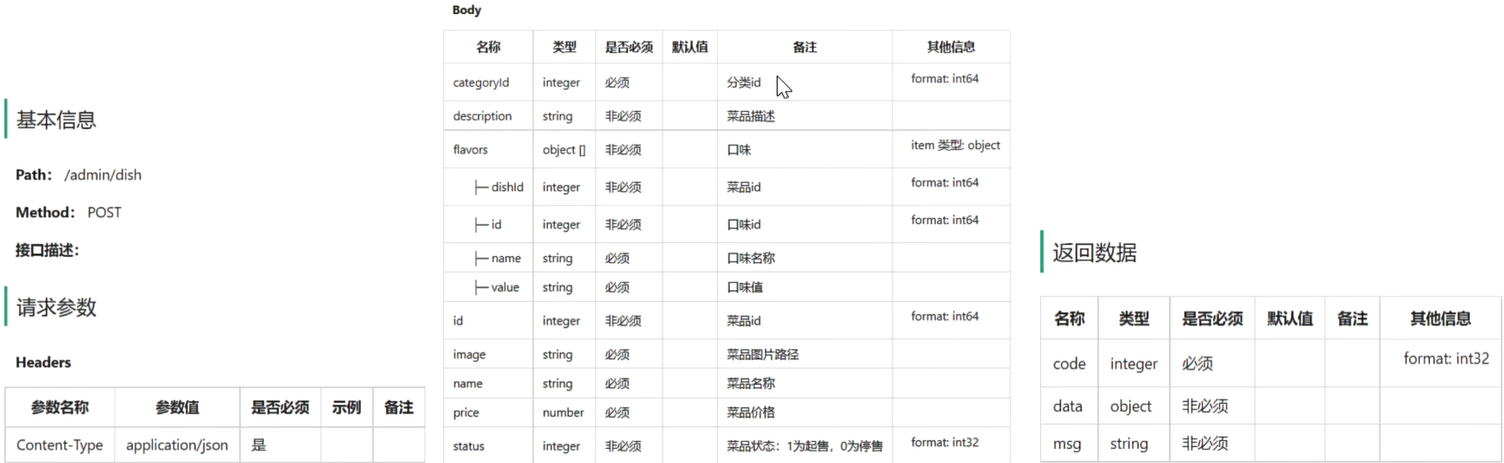 基本信息
Path： /admin/dish
Method： POST
接口描述：
请求参数
Headers
参数名称 参数值 是否必须 示例 备注
Content-Type application/json 是
Body
名称 类型 是否必须 默认值 备注 其他信息
categoryId integer 必须 分类id format: int64
description string 非必须 菜品描述
flavors object [] 非必须 口味 item 类型: object
├─ dishId integer 非必须 菜品id format: int64
├─ id integer 非必须 口味id format: int64
├─ name string 必须 口味名称
├─ value string 必须 口味值
id integer 非必须 菜品id format: int64
image string 必须 菜品图片路径
name string 必须 菜品名称
price number 必须 菜品价格
status integer 非必须 菜品状态：1为起售，0为停售 format: int32
返回数据
名称 类型 是否必须 默认值 备注 其他信息
code integer 必须 format: int32
data object 非必须
msg string 非必须